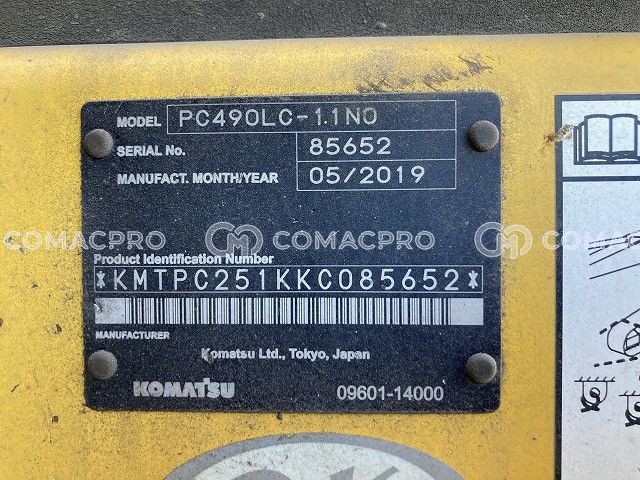 MODEL PC490LC-11N0
SERIAL No. 85652
MANUFACT. MONTH/YEAR 05/2019
COMACPRO COMACPRO COMACPRO
Product Identification Number
*KMTPC251KKC085652*
MANUFACTURER
Komatsu Ltd., Tokyo, Japan
KOMATSU 09601-14000